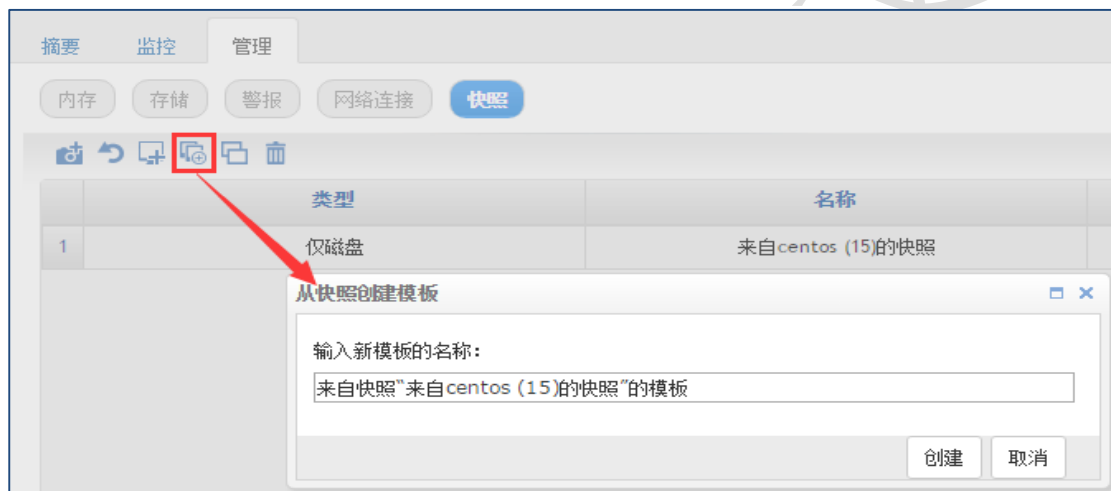 摘要 监控 管理
内存 存储 警报 网络连接 快照
类型 名称
1 仅磁盘 来自centos (15)的快照
从快照创建模板
输入新模板的名称:
来自快照“来自centos (15)的快照”的模板
创建 取消